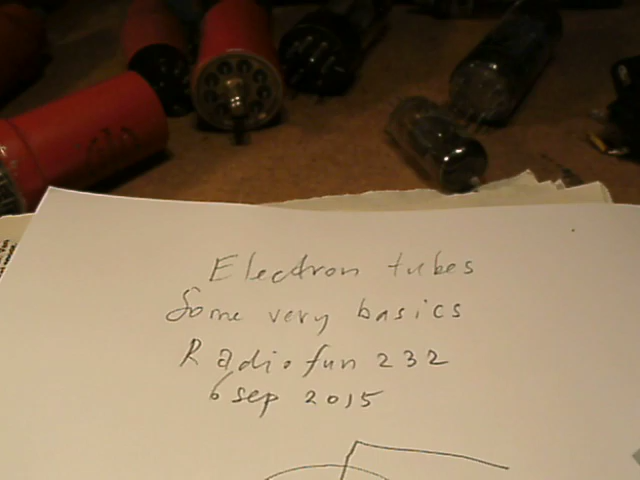 Electron tubes
Some very basics
Radiofun 232
6 sep 2015